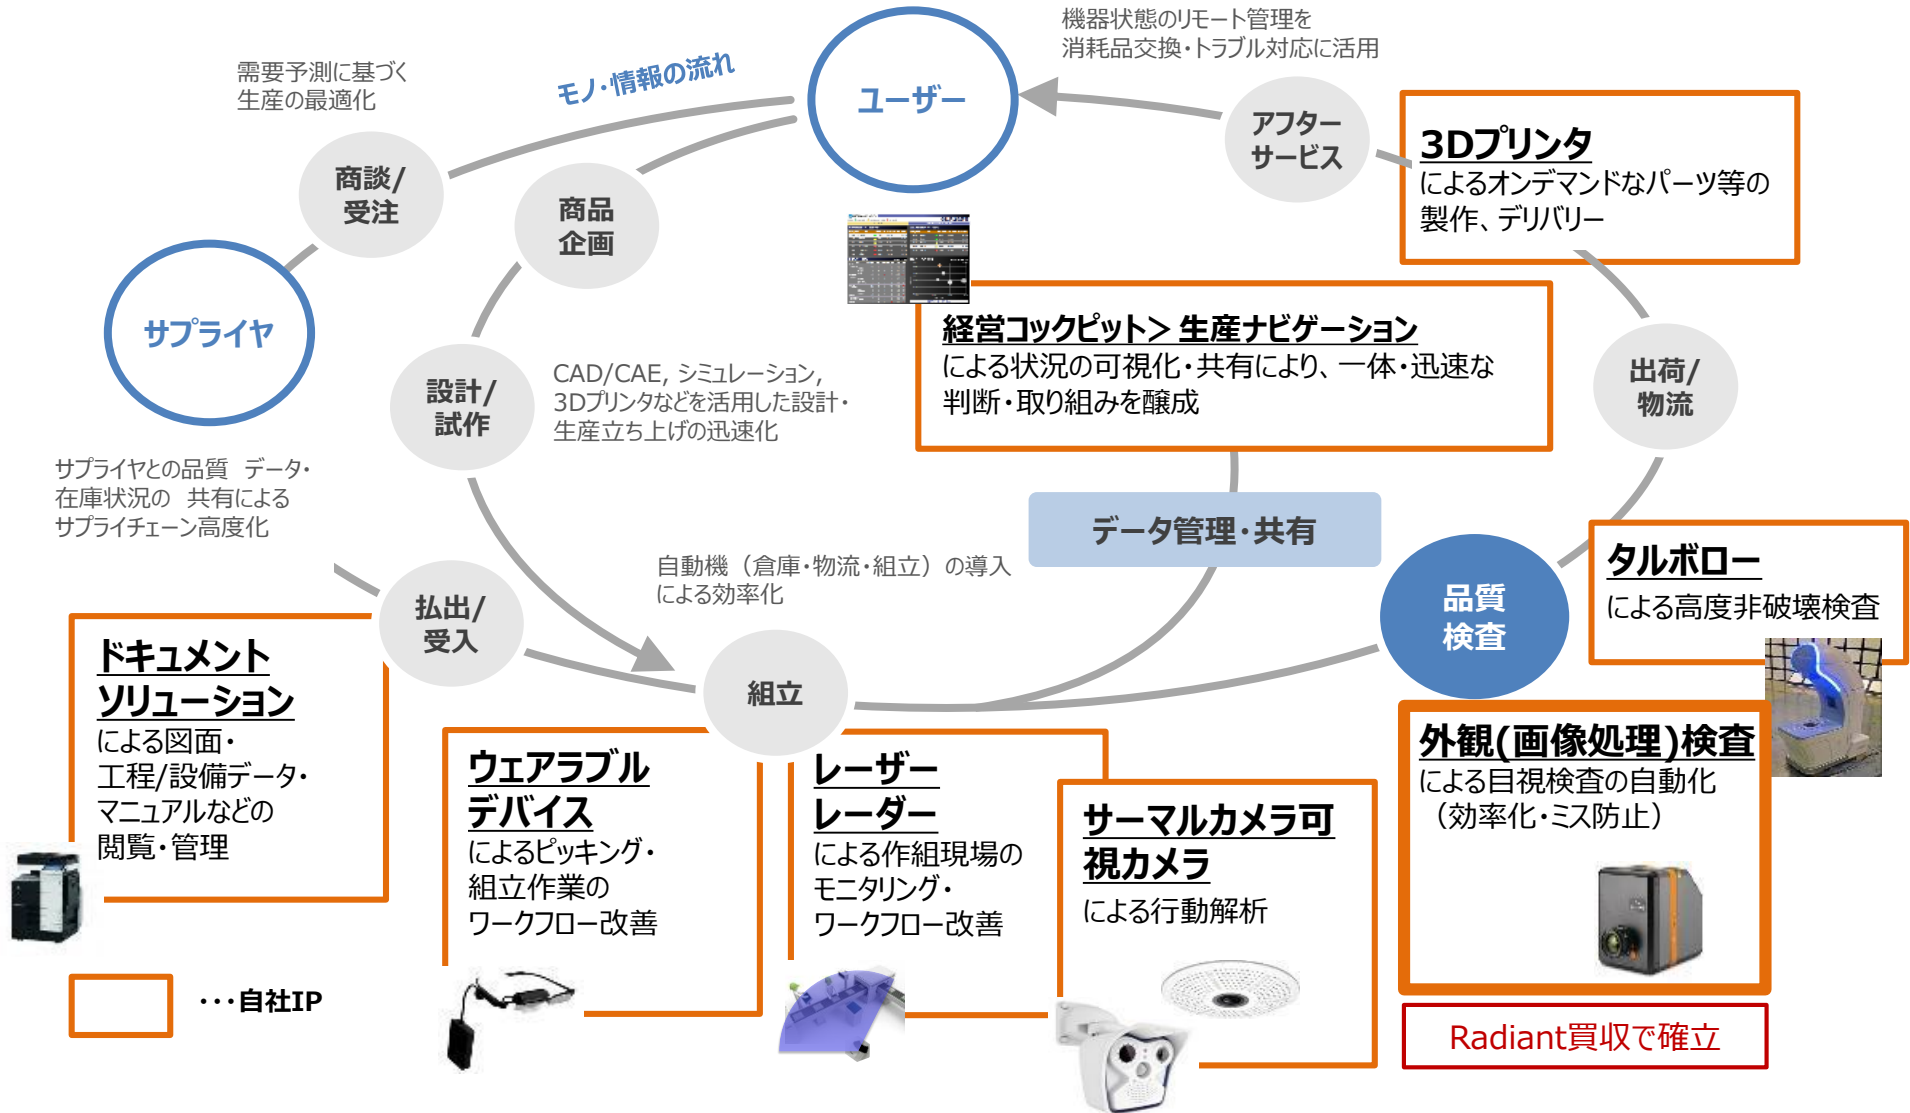 機器状態のリモート管理を
消耗品交換・トラブル対応に活用
需要予測に基づく
生産の最適化
モノ・情報の流れ
ユーザー
アフター
サービス
3Dプリンタ
によるオンデマンドなパーツ等の
製作、デリバリー
商談/
受注
商品
企画
サプライヤ
経営コックピット＞生産ナビゲーション
による状況の可視化・共有により、一体・迅速な
判断・取り組みを醸成
出荷/
物流
設計/
試作
CAD/CAE, シミュレーション,
3Dプリンタなどを活用した設計・
生産立ち上げの迅速化
サプライヤとの品質　データ・
在庫状況の　共有による
サプライチェーン高度化
データ管理・共有
自動機（倉庫・物流・組立）の導入
による効率化
払出/
受入
品質
検査
タルボロー
による高度非破壊検査
組立
ドキュメント
ソリューション
による図面・
工程/設備データ・
マニュアルなどの
閲覧・管理
ウェアラブル
デバイス
によるピッキング・
組立作業の
ワークフロー改善
レーザー
レーダー
による作組現場の
モニタリング・
ワークフロー改善
サーマルカメラ可
視カメラ
による行動解析
外観(画像処理)検査
による目視検査の自動化
（効率化・ミス防止）
・・・自社IP
Radiant買収で確立